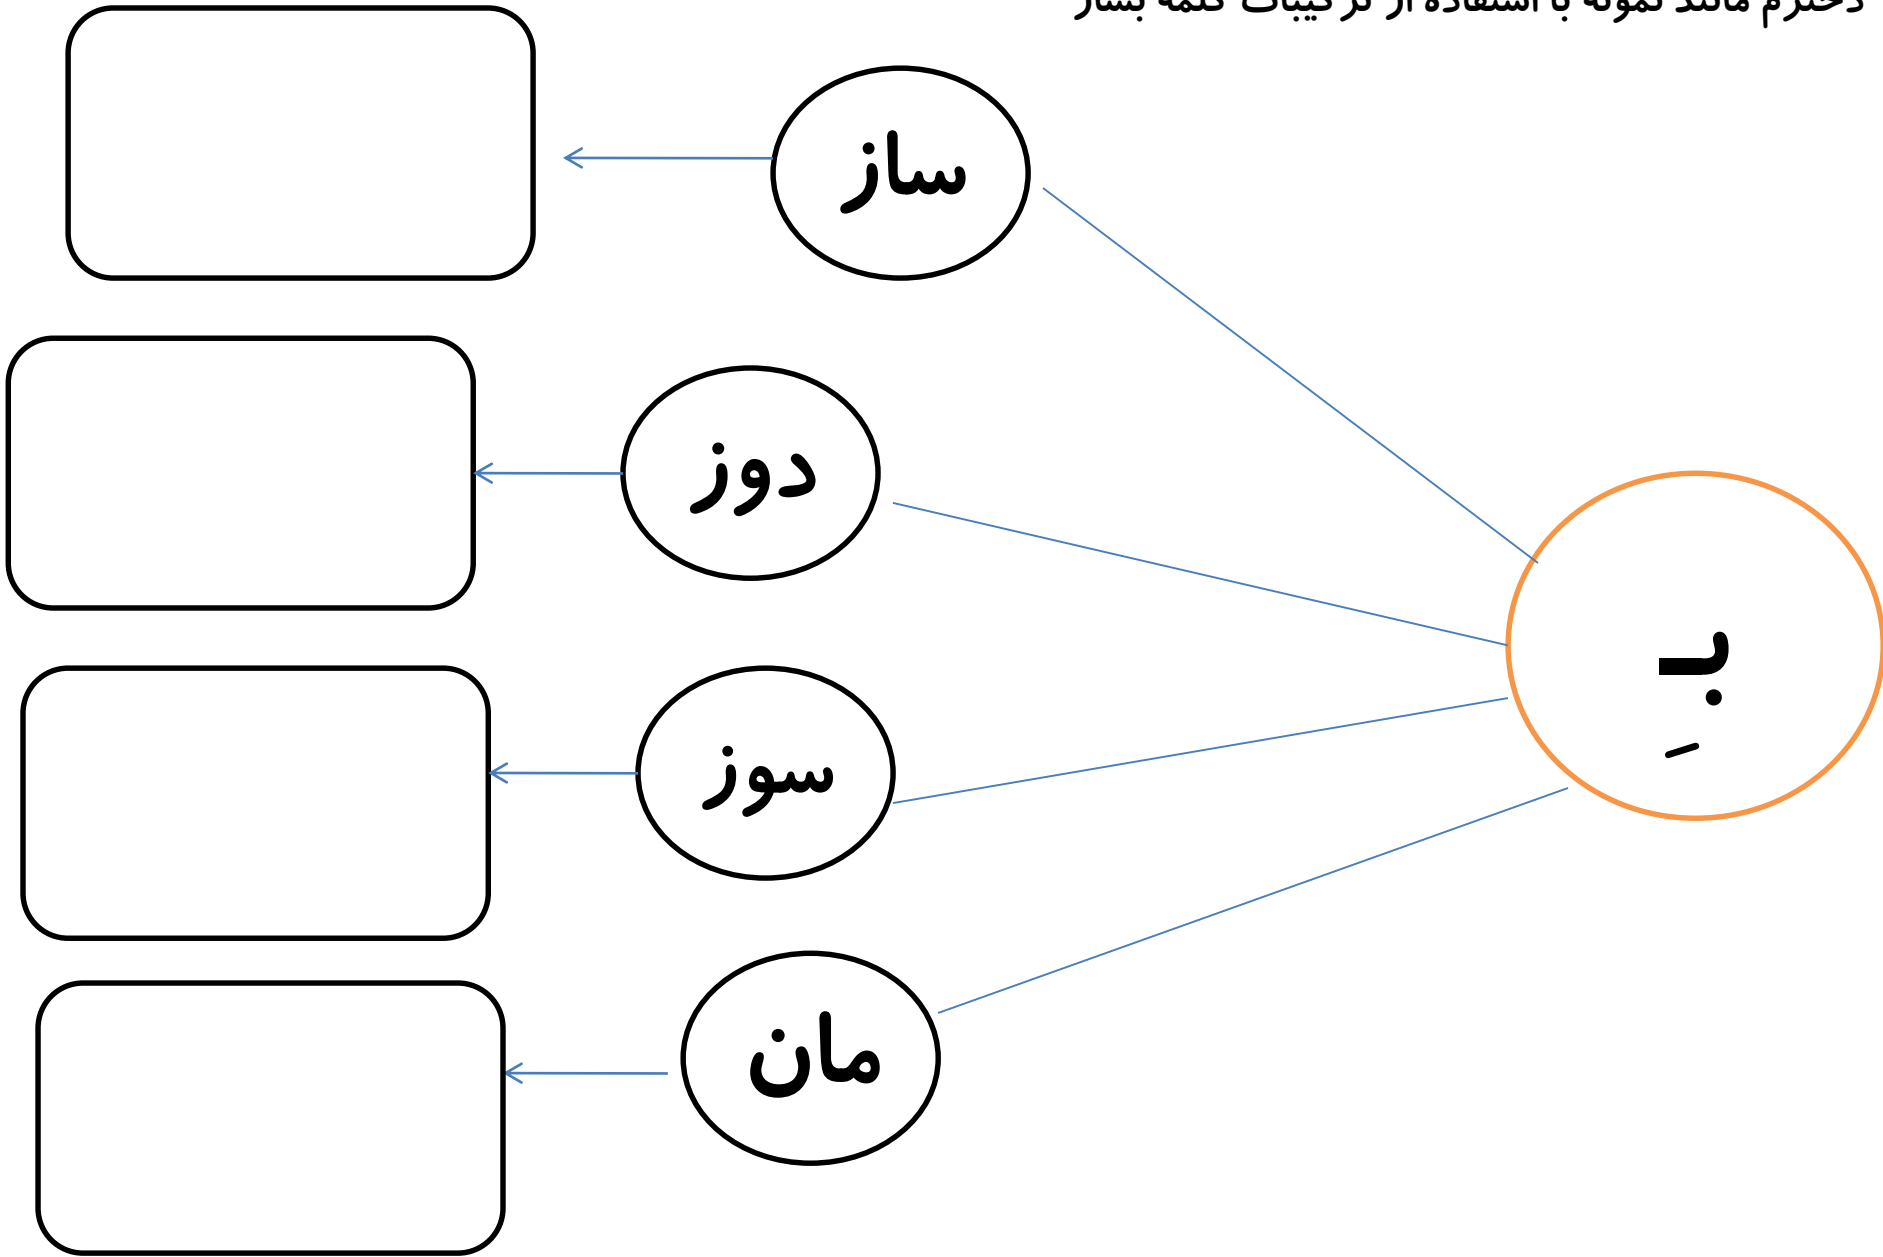 دخترم مانند نمونه با استفاده از ترکیبات کلمه بساز
ساز
دوز
بـِ
سوز
مان